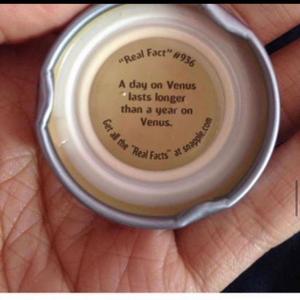 "Real Fact" #936
A day on Venus
lasts longer
than a year on
Venus.
Get all the "Real Facts" at snapple.com